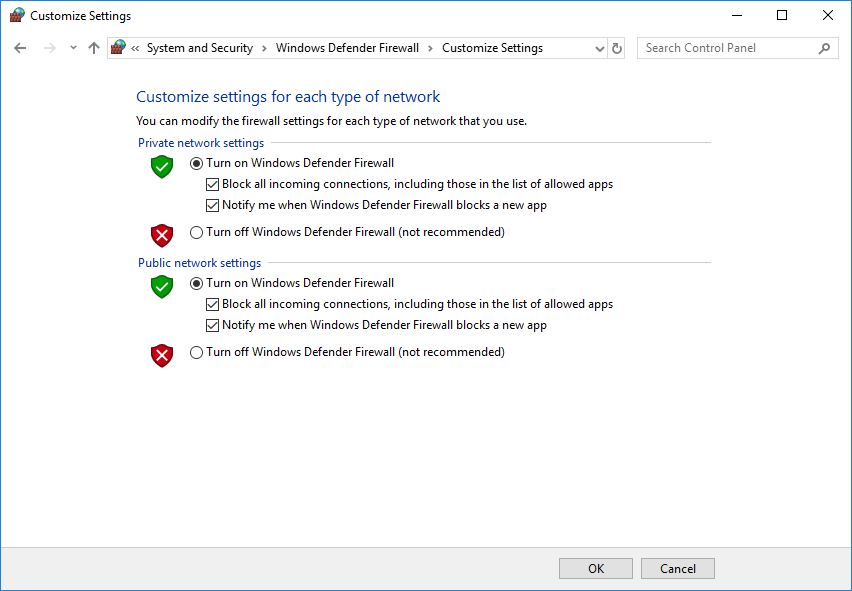 Customize Settings
« System and Security › Windows Defender Firewall › Customize Settings
Search Control Panel
Customize settings for each type of network
You can modify the firewall settings for each type of network that you use.
Private network settings
Turn on Windows Defender Firewall
Block all incoming connections, including those in the list of allowed apps
Notify me when Windows Defender Firewall blocks a new app
Turn off Windows Defender Firewall (not recommended)
Public network settings
Turn on Windows Defender Firewall
Block all incoming connections, including those in the list of allowed apps
Notify me when Windows Defender Firewall blocks a new app
Turn off Windows Defender Firewall (not recommended)
OK
Cancel